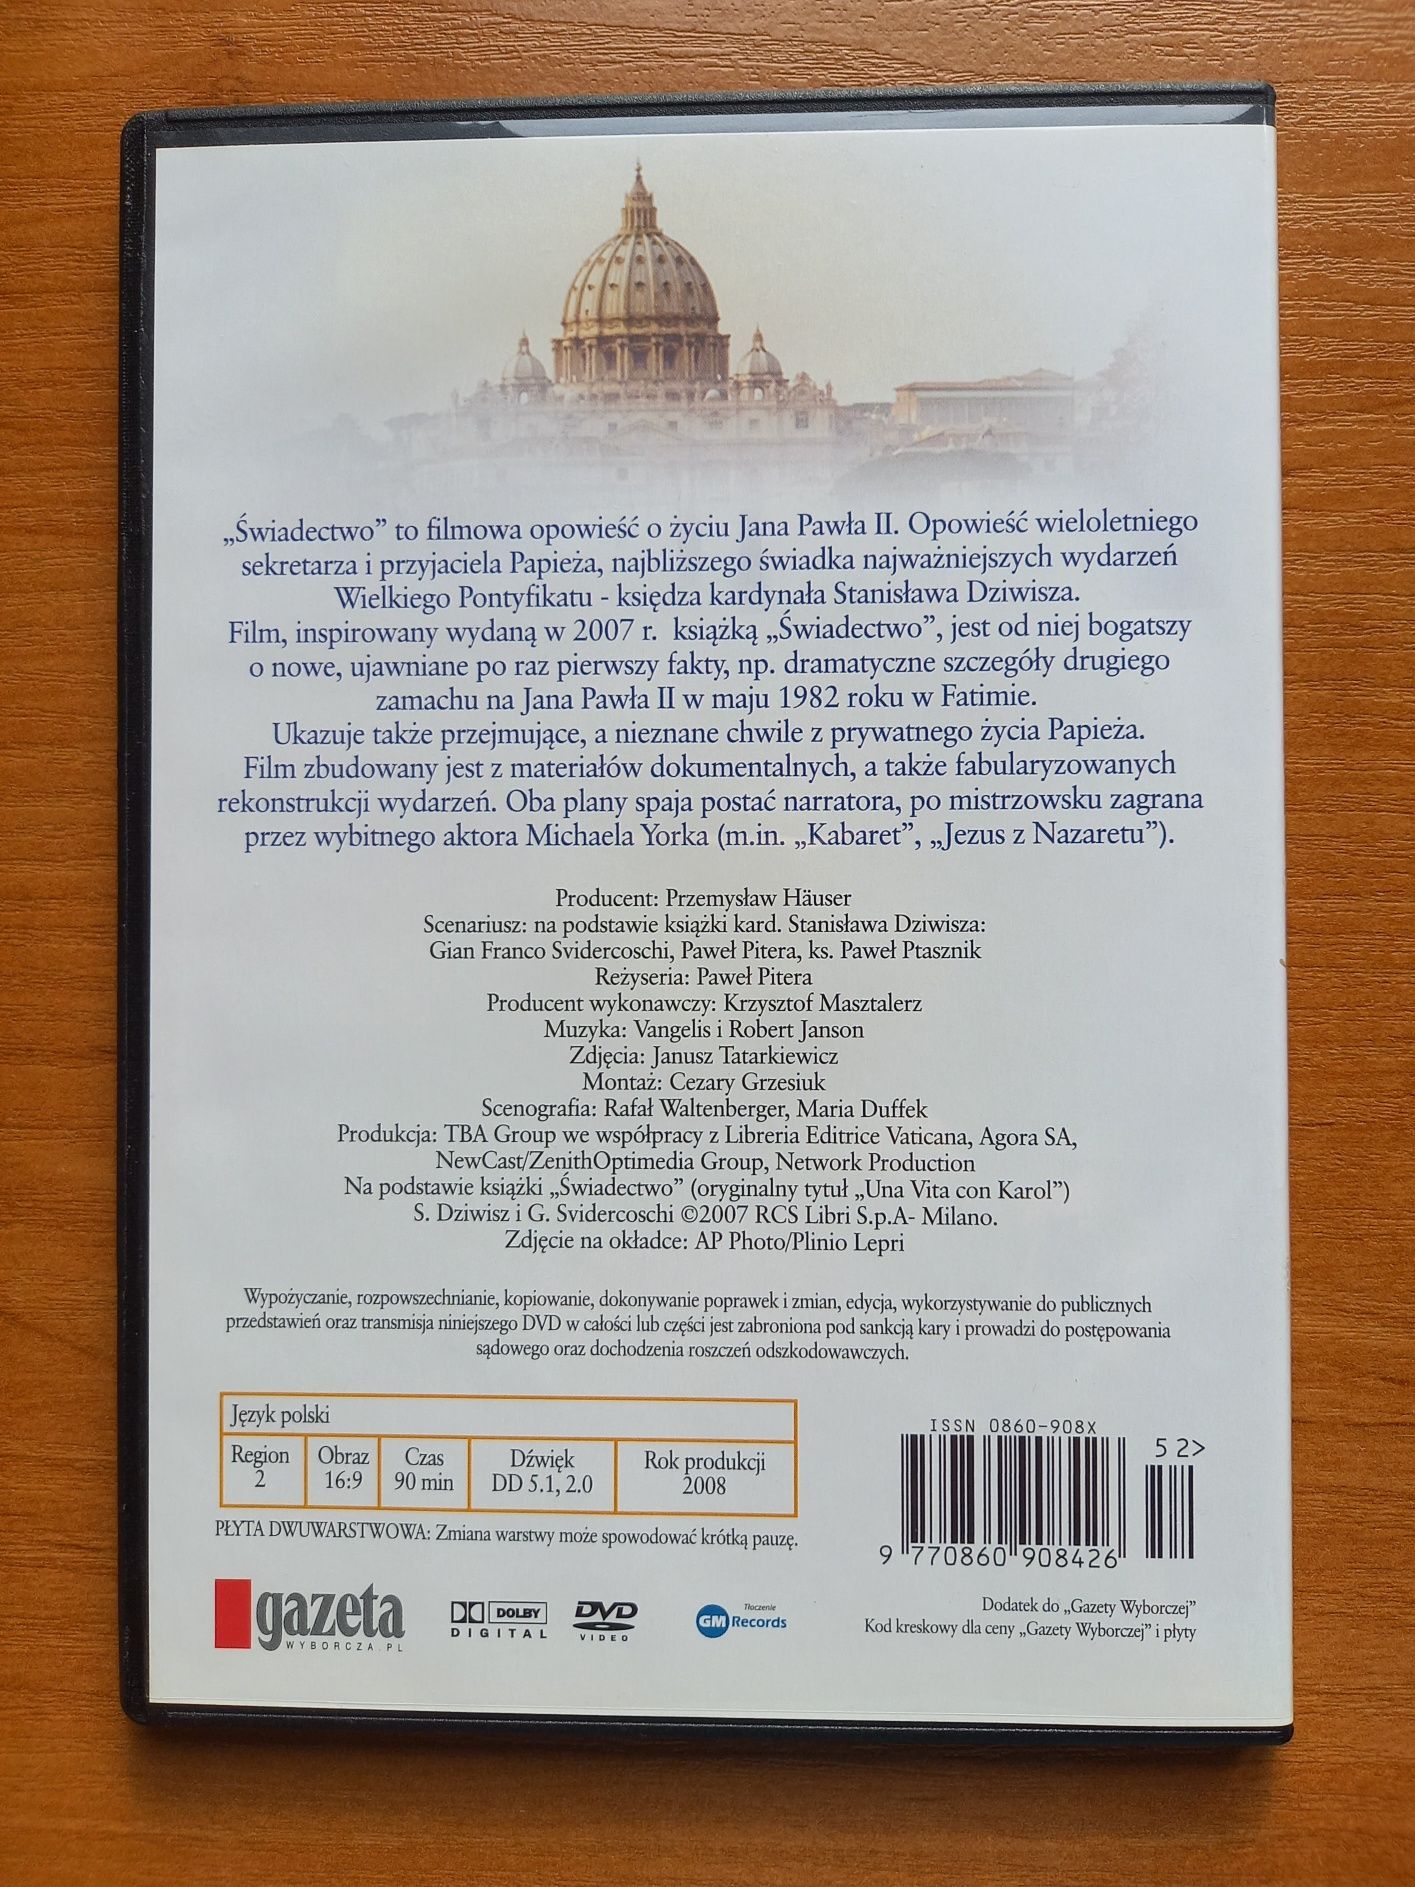 „Świadectwo” to filmowa opowieść o życiu Jana Pawła II. Opowieść wieloletniego
sekretarza i przyjaciela Papieża, najbliższego świadka najważniejszych wydarzeń
Wielkiego Pontyfikatu - księdza kardynała Stanisława Dziwisza.
Film, inspirowany wydaną w 2007 r. książką „Świadectwo”, jest od niej bogatszy
o nowe, ujawniane po raz pierwszy fakty, np. dramatyczne szczegóły drugiego
zamachu na Jana Pawła II w maju 1982 roku w Fatimie.
Ukazuje także przejmujące, a nieznane chwile z prywatnego życia Papieża.
Film zbudowany jest z materiałów dokumentalnych, a także fabularyzowanych
rekonstrukcji wydarzeń. Oba plany spaja postać narratora, po mistrzowsku zagrana
przez wybitnego aktora Michaela Yorka (m.in. „Kabaret”, „Jezus z Nazaretu”).
Producent: Przemysław Häuser
Scenariusz: na podstawie książki kard. Stanisława Dziwisza:
Gian Franco Svidercoschi, Paweł Pitera, ks. Paweł Ptasznik
Reżyseria: Paweł Pitera
Producent wykonawczy: Krzysztof Masztalerz
Muzyka: Vangelis i Robert Janson
Zdjęcia: Janusz Tatarkiewicz
Montaż: Cezary Grzesiuk
Scenografia: Rafał Waltenberger, Maria Duffek
Produkcja: TBA Group we współpracy z Libreria Editrice Vaticana, Agora SA,
NewCast/ZenithOptimedia Group, Network Production
Na podstawie książki „Świadectwo” (oryginalny tytuł „Una Vita con Karol”)
S. Dziwisz i G. Svidercoschi ©2007 RCS Libri S.p.A- Milano.
Zdjęcie na okładce: AP Photo/Plinio Lepri
Wypożyczanie, rozpowszechnianie, kopiowanie, dokonywanie poprawek i zmian, edycja, wykorzystywanie do publicznych
przedstawień oraz transmisja niniejszego DVD w całości lub części jest zabroniona pod sankcją kary i prowadzi do postępowania
sądowego oraz dochodzenia roszczeń odszkodowawczych.
Język polski
Region Obraz Czas Dźwięk Rok produkcji
2 16:9 90 min DD 5.1, 2.0 2008
PŁYTA DWUWARSTWOWA: Zmiana warstwy może spowodować krótką pauzę.
ISSN 0860-908X
52>
9 770860 908426
gazeta
WYBORCZA.PL
DOLBY
DIGITAL
DVD
VIDEO
Tłoczenie
GM Records
Dodatek do „Gazety Wyborczej”
Kod kreskowy dla ceny „Gazety Wyborczej” i płyty